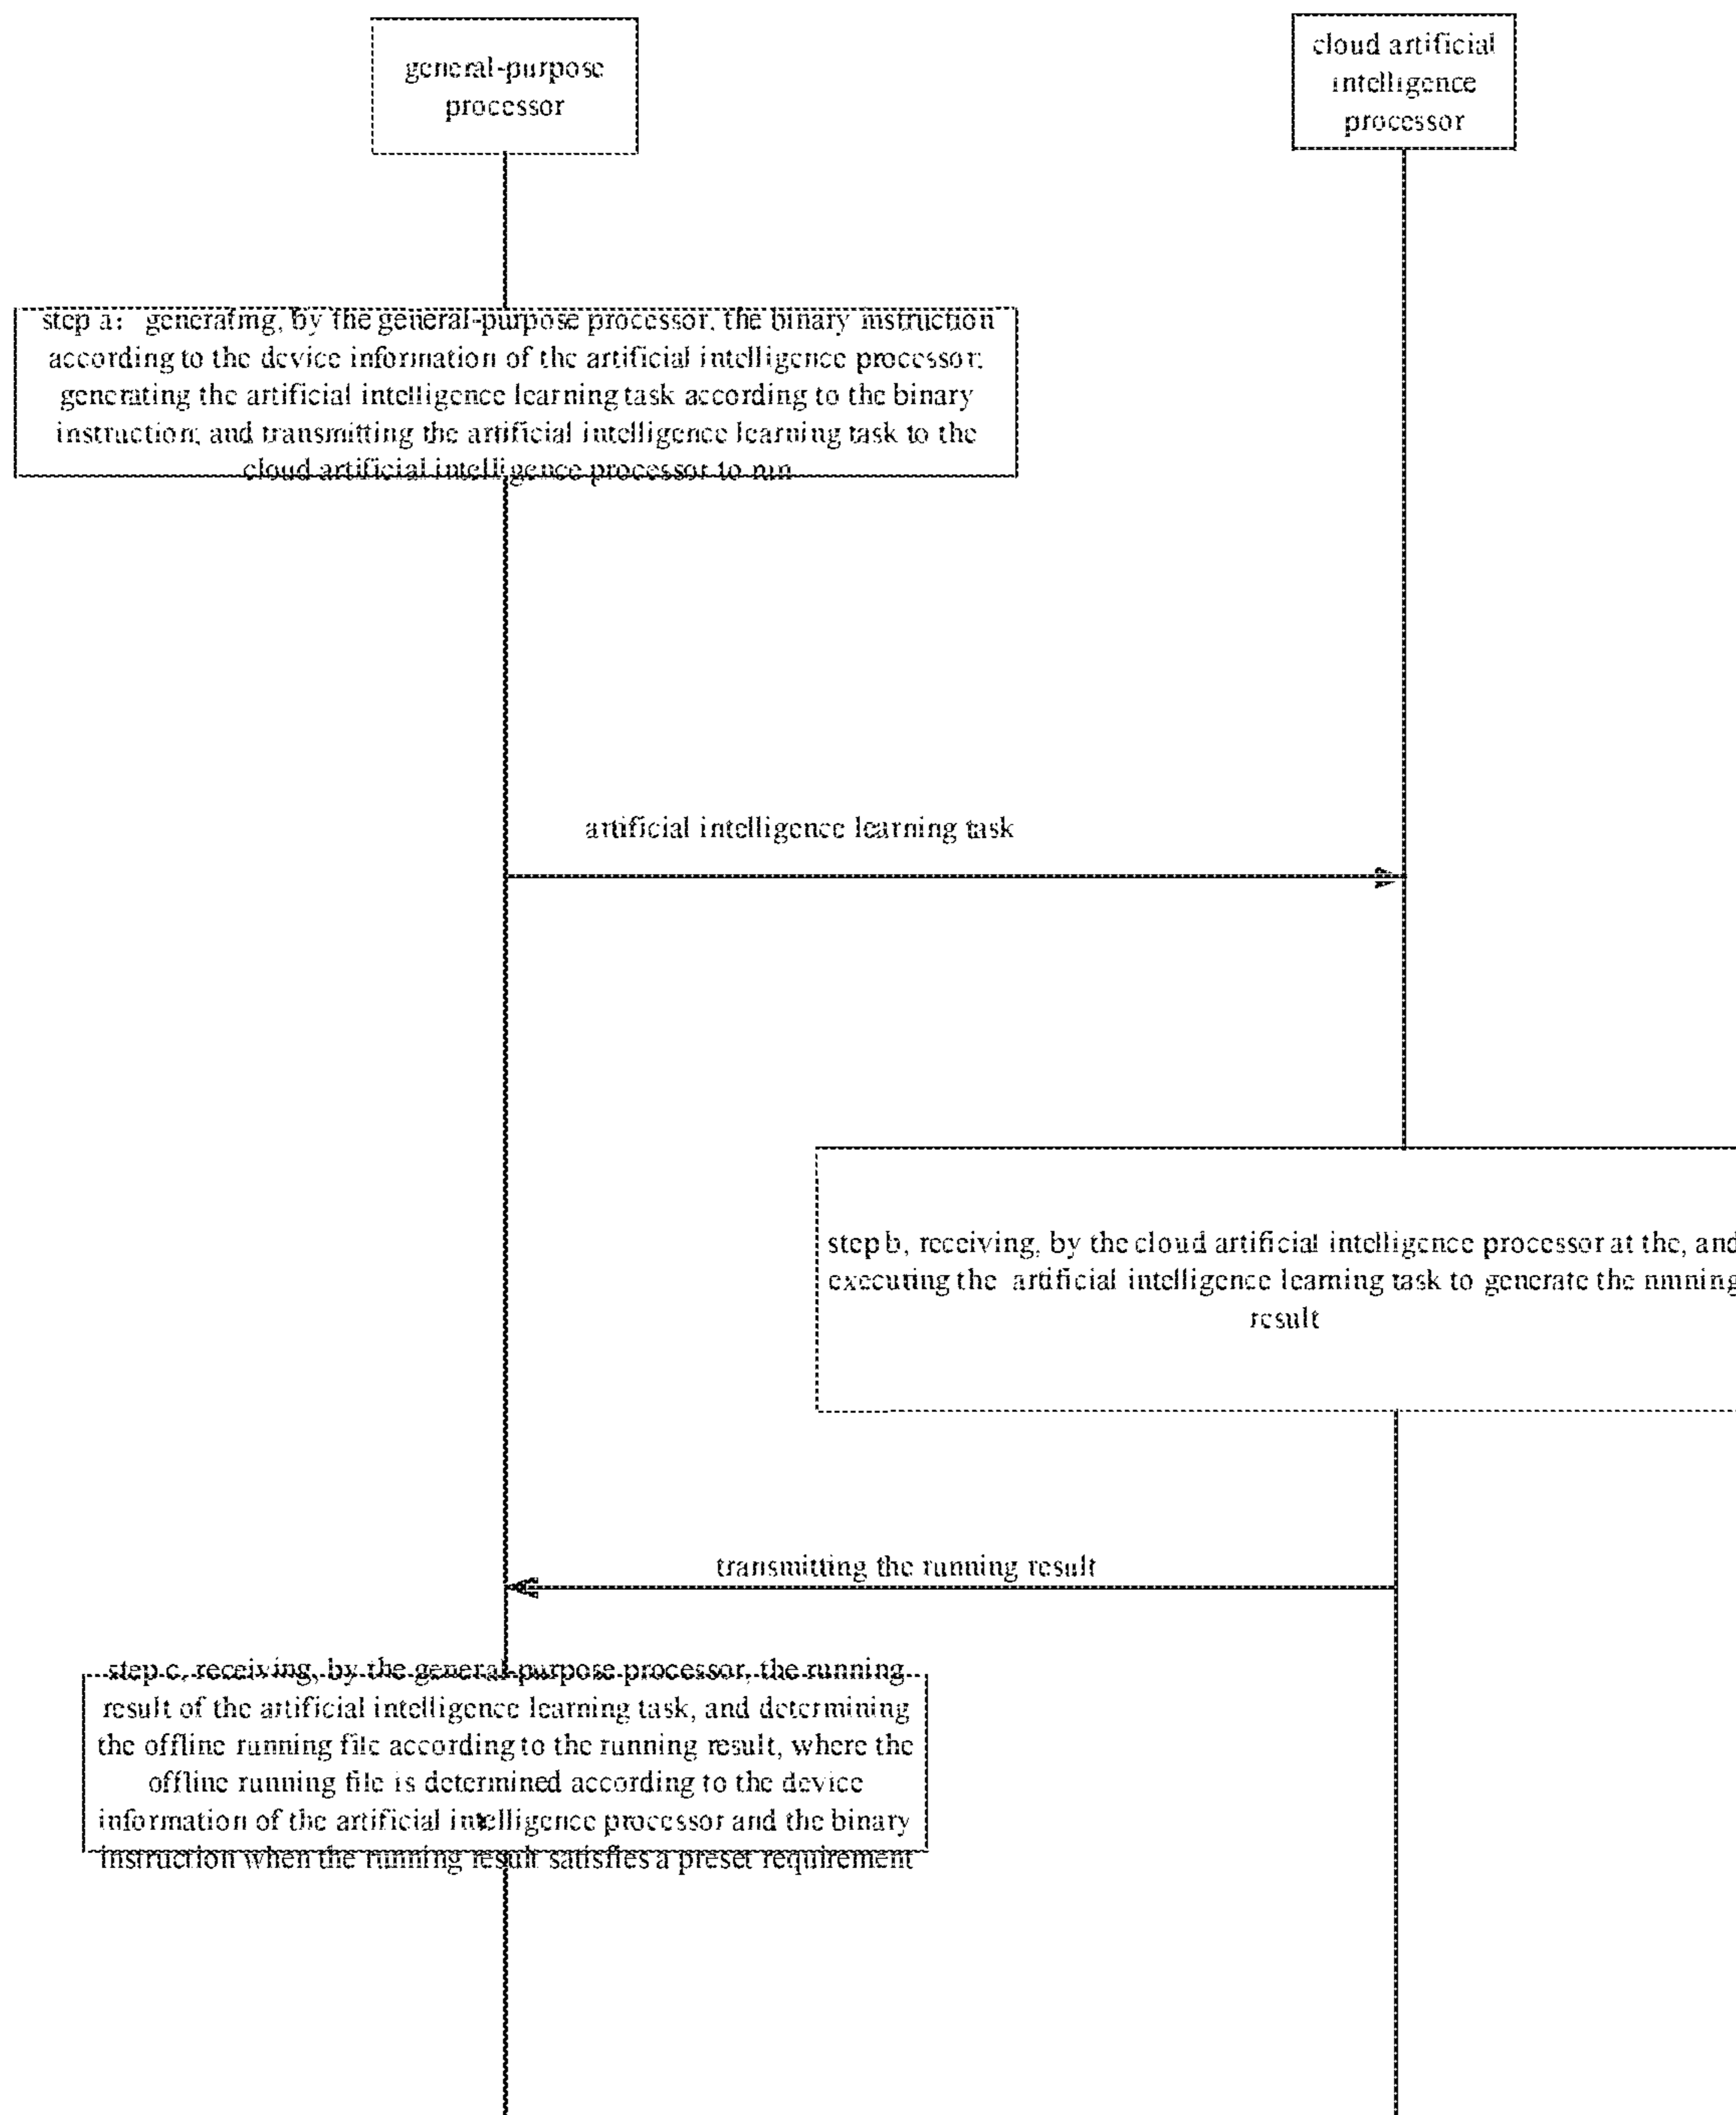 general-purpose
processor
cloud artificial
intelligence
processor
step a: generating, by the general-purpose processor, the binary instruction
according to the device information of the artificial intelligence processor;
generating the artificial intelligence learning task according to the binary
instruction; and transmitting the artificial intelligence learning task to the
cloud artificial intelligence processor to run
artificial intelligence learning task
step b, receiving, by the cloud artificial intelligence processor at the, and
executing the artificial intelligence learning task to generate the running
result
transmitting the running result
step c, receiving, by the general-purpose processor, the running
result of the artificial intelligence learning task, and determining
the offline running file according to the running result, where the
offline running file is determined according to the device
information of the artificial intelligence processor and the binary
instruction when the running result satisfies a preset requirement